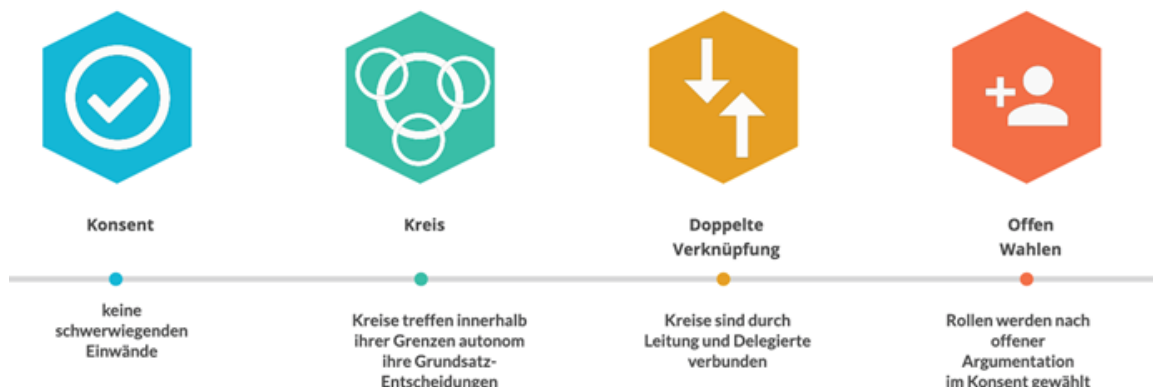 Konsent
Kreis
Doppelte
Verknüpfung
Offen
Wahlen
keine
schwerwiegenden
Einwände
Kreise treffen innerhalb
ihrer Grenzen autonom
ihre Grundsatz-
Entscheidungen
Kreise sind durch
Leitung und Delegierte
verbunden
Rollen werden nach
offener
Argumentation
im Konsent gewählt